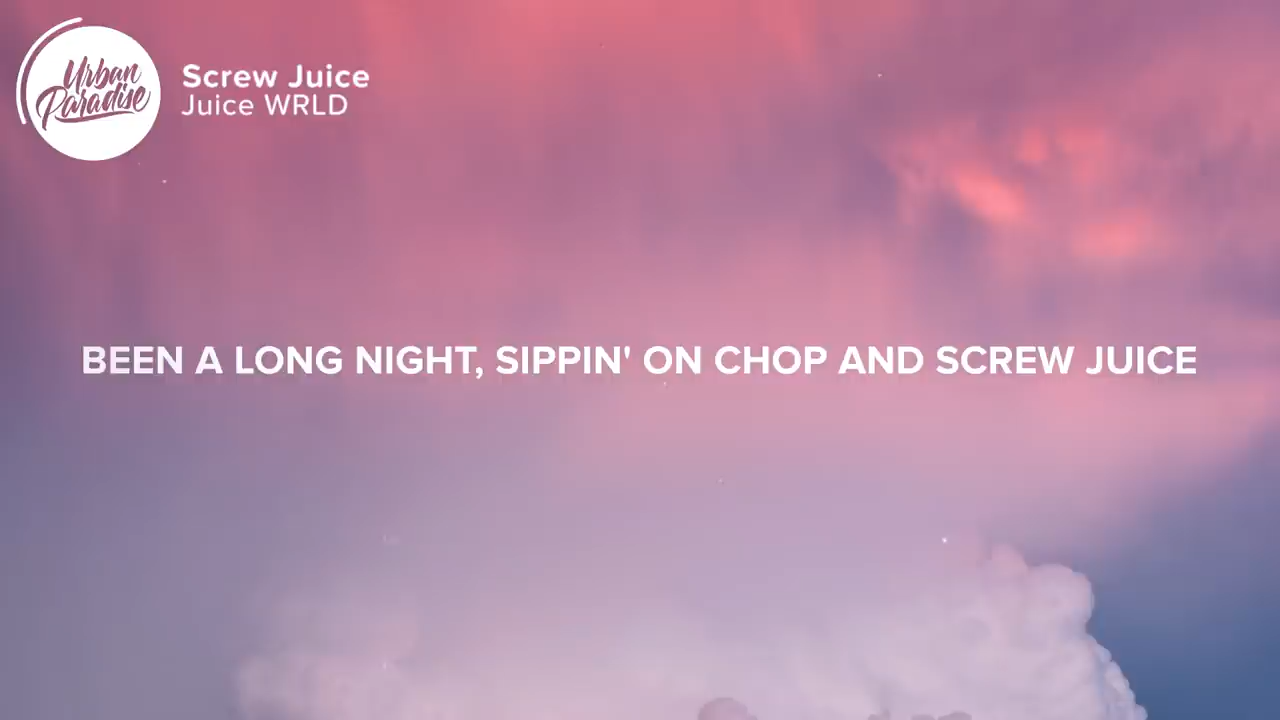 Urban
Paradise
Screw Juice
Juice WRLD
BEEN A LONG NIGHT, SIPPIN' ON CHOP AND SCREW JUICE